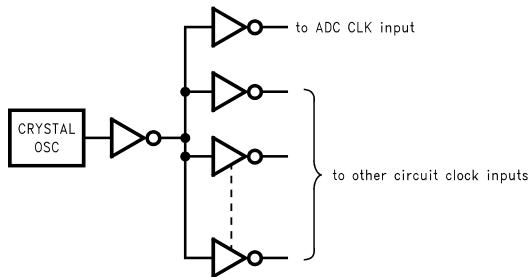 to ADC CLK input
CRYSTAL
OSC
to other circuit clock inputs